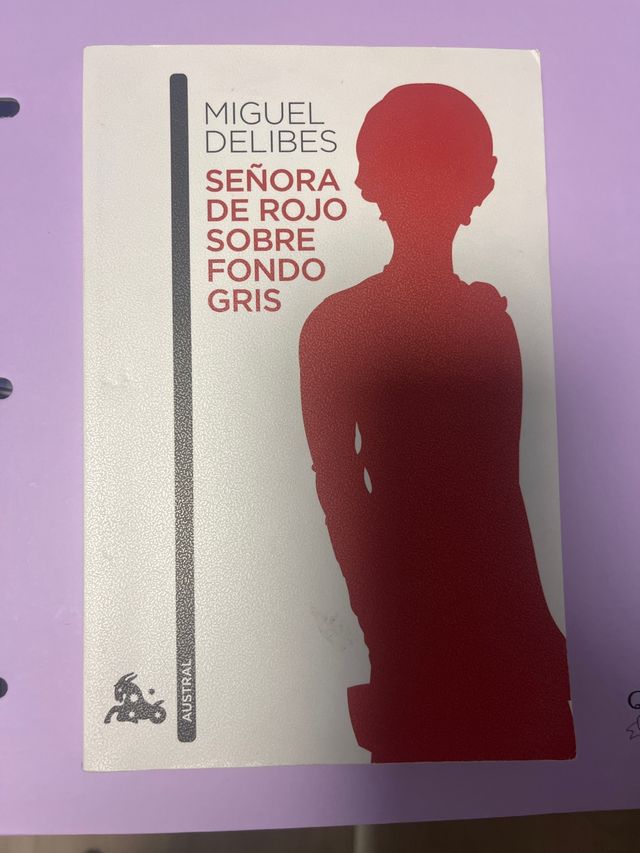 MIGUEL
DELIBES
SEÑORA
DE ROJO
SOBRE
FONDO
GRIS
AUSTRAL